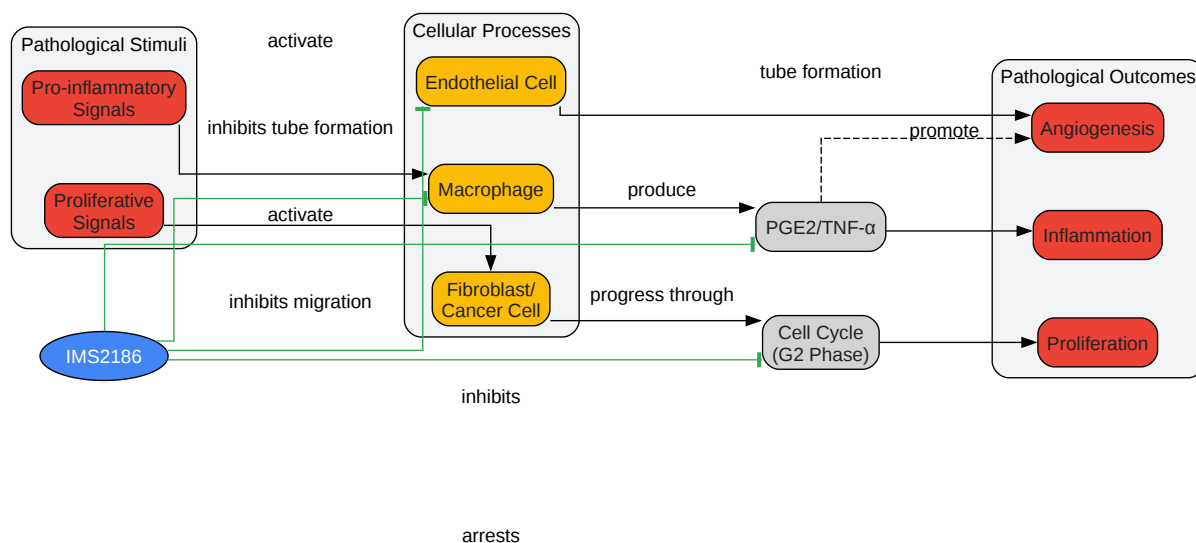 Pathological Stimuli
Pro-inflammatory
Signals
Proliferative
Signals
IMS2186
activate
inhibits tube formation
activate
inhibits migration
Cellular Processes
Endothelial Cell
Macrophage
Fibroblast/
Cancer Cell
inhibits
arrests
tube formation
produce
progress through
promote
PGE2/TNF-α
Cell Cycle
(G2 Phase)
Pathological Outcomes
Angiogenesis
Inflammation
Proliferation